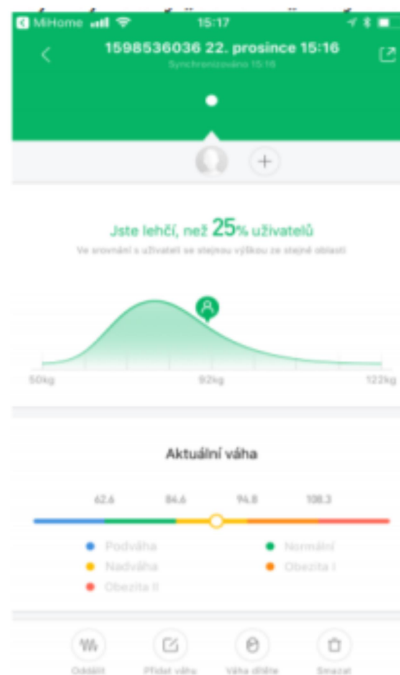 MiHome 15:17
1598536036 22. prosince 15:16
Synchronizováno 15:16
Jste lehčí, než 25% uživatelů
Ve srovnání s uživateli se stejnou výškou ze stejné oblasti
50kg 92kg 122kg
Aktuální váha
62.6 84.6 94.8 108.3
Podváha Normální
Nadváha Obezita I
Obezita II
Oddálit Přidat váhu Váha dítěte Smazat